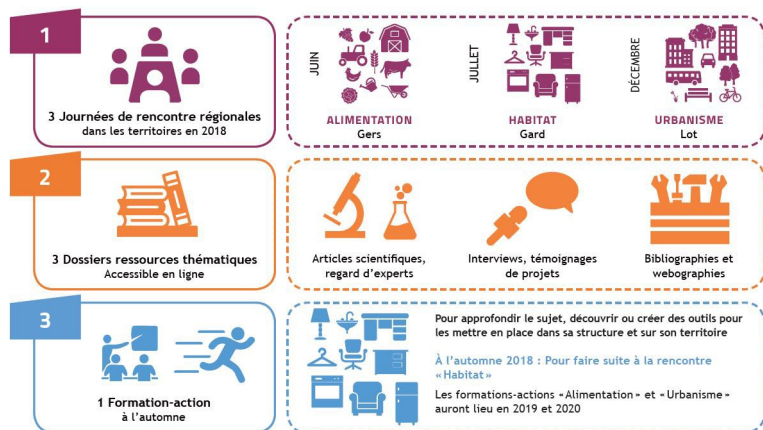 1
3 Journées de rencontre régionales
dans les territoires en 2018
JUIN
ALIMENTATION
Gers
JUILLET
HABITAT
Gard
DÉCEMBRE
URBANISME
Lot
2
3 Dossiers ressources thématiques
Accessible en ligne
Articles scientifiques,
regard d'experts
Interviews, témoignages
de projets
Bibliographies et
webographies
3
1 Formation-action
à l'automne
Pour approfondir le sujet, découvrir ou créer des outils pour
les mettre en place dans sa structure et sur son territoire
À l'automne 2018 : Pour faire suite à la rencontre
«Habitat»
Les formations-actions «Alimentation» et «Urbanisme»
auront lieu en 2019 et 2020